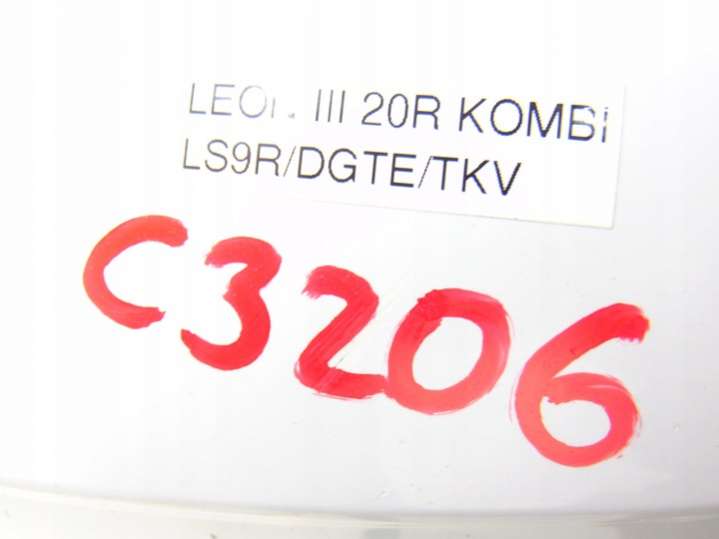 LEON III 20R KOMBI
LS9R/DGTE/TKV
C3206